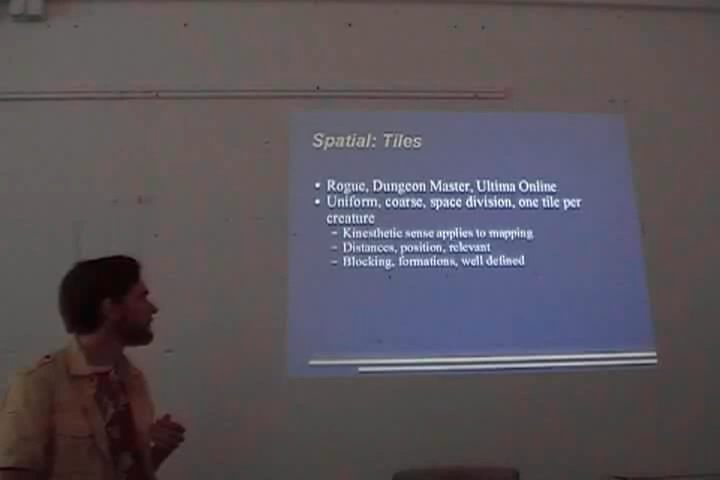 Spatial: Tiles
• Rogue, Dungeon Master, Ultima Online
• Uniform, coarse, space division, one tile per
creature
– Kinesthetic sense applies to mapping
– Distances, position, relevant
– Blocking, formations, well defined